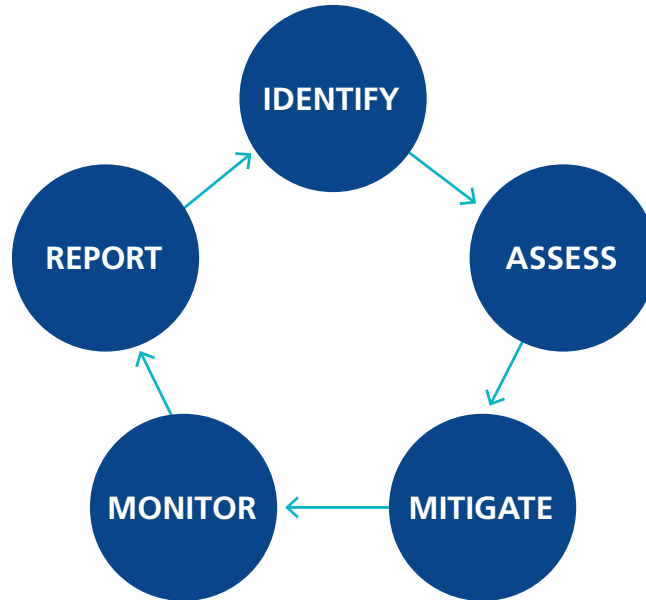 IDENTIFY
ASSESS
MITIGATE
MONITOR
REPORT